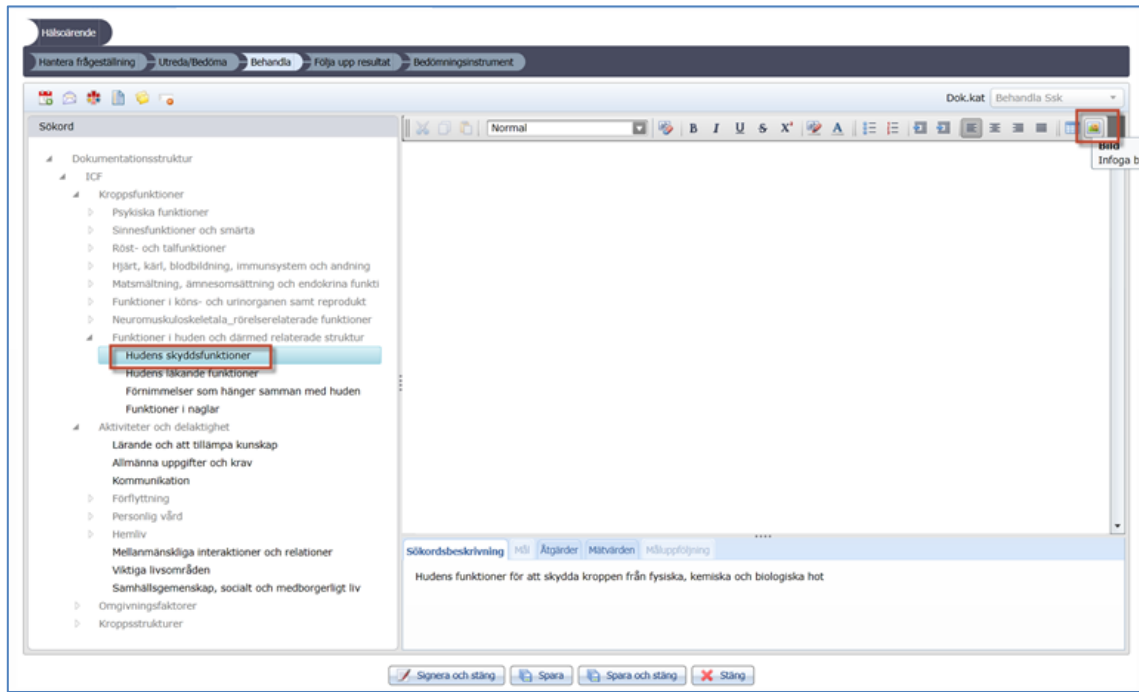 Hälsoärende
Hantera frågeställning Utreda/Bedöma Behandla Följa upp resultat Bedömningsinstrument
Dok.kat Behandla Ssk
Sökord
Normal
B I U S X
Bild
Infoga b
Dokumentationsstruktur
ICF
Kroppsfunktioner
Psykiska funktioner
Sinnesfunktioner och smärta
Röst- och talfunktioner
Hjärt, kärl, blodbildning, immunsystem och andning
Matsmältning, ämnesomsättning och endokrina funkti
Funktioner i köns- och urinorganen samt reprodukt
Neuromuskuloskeletala_rörelserelaterade funktioner
Funktioner i huden och därmed relaterade struktur
Hudens skyddsfunktioner
Hudens läkande funktioner
Förnimmelser som hänger samman med huden
Funktioner i naglar
Aktiviteter och delaktighet
Lärande och att tillämpa kunskap
Allmänna uppgifter och krav
Kommunikation
Förflyttning
Personlig vård
Hemliv
Mellanmänskliga interaktioner och relationer
Viktiga livsområden
Samhällsgemenskap, socialt och medborgerligt liv
Omgivningsfaktorer
Kroppsstrukturer
Sökordsbeskrivning Mål Åtgärder Mätvärden Måluppföljning
Hudens funktioner för att skydda kroppen från fysiska, kemiska och biologiska hot
Signera och stäng Spara Spara och stäng Stäng